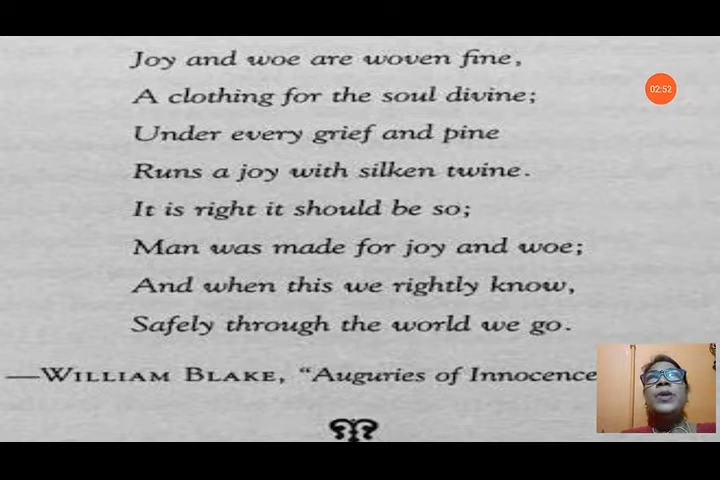 Joy and woe are woven fine,
A clothing for the soul divine;
Under every grief and pine
Runs a joy with silken twine.
It is right it should be so;
Man was made for joy and woe;
And when this we rightly know,
Safely through the world we go.
—WILLIAM BLAKE, "Auguries of Innocence
02:52